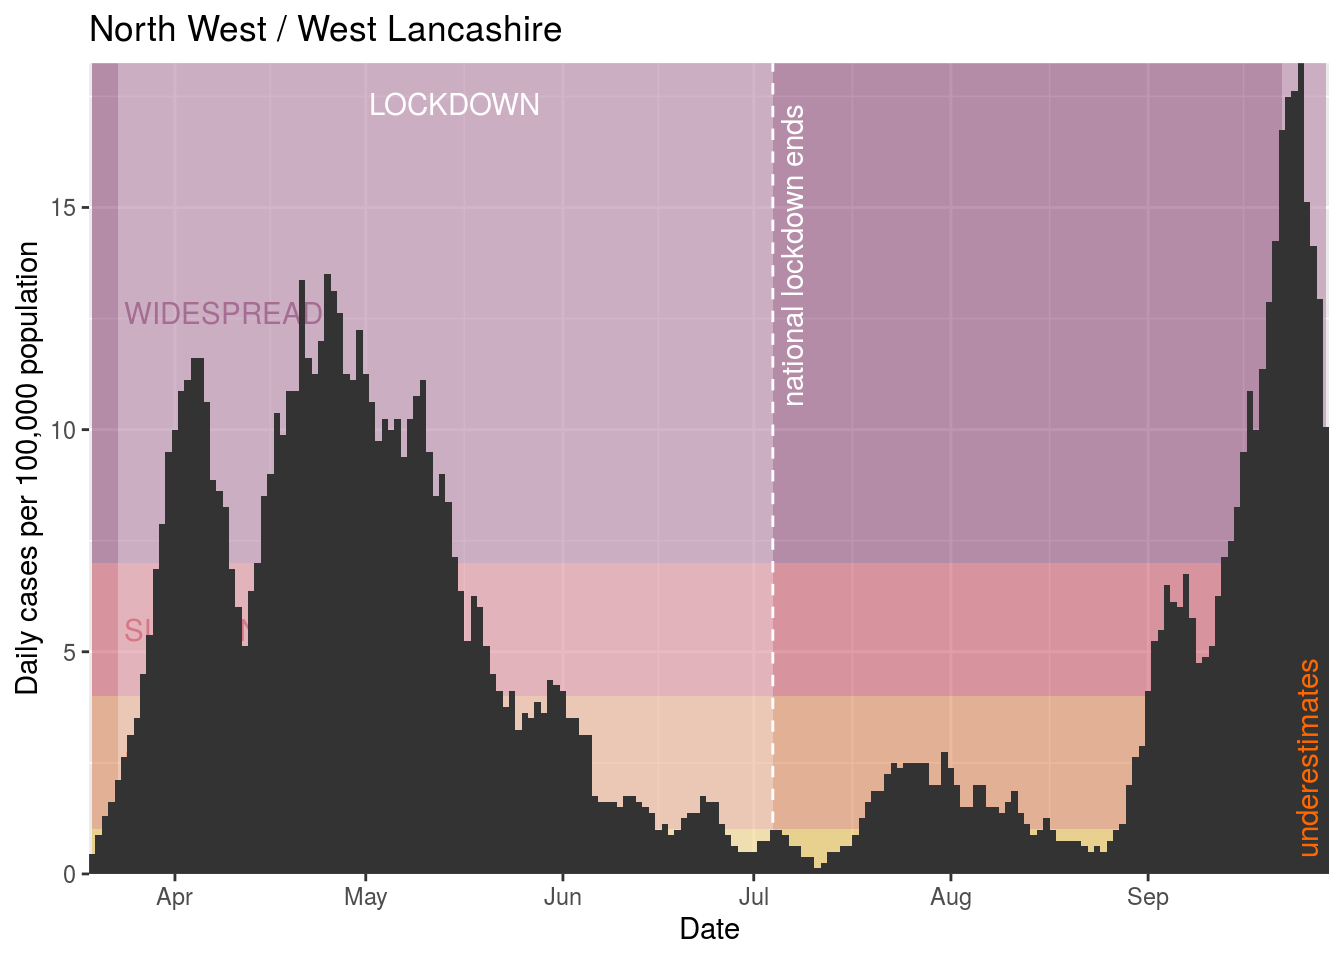 North West / West Lancashire
LOCKDOWN
national lockdown ends
WIDESPREAD
underestimates
Daily cases per 100,000 population
15
10
5
0
Apr
May
Jun
Jul
Aug
Sep
Date